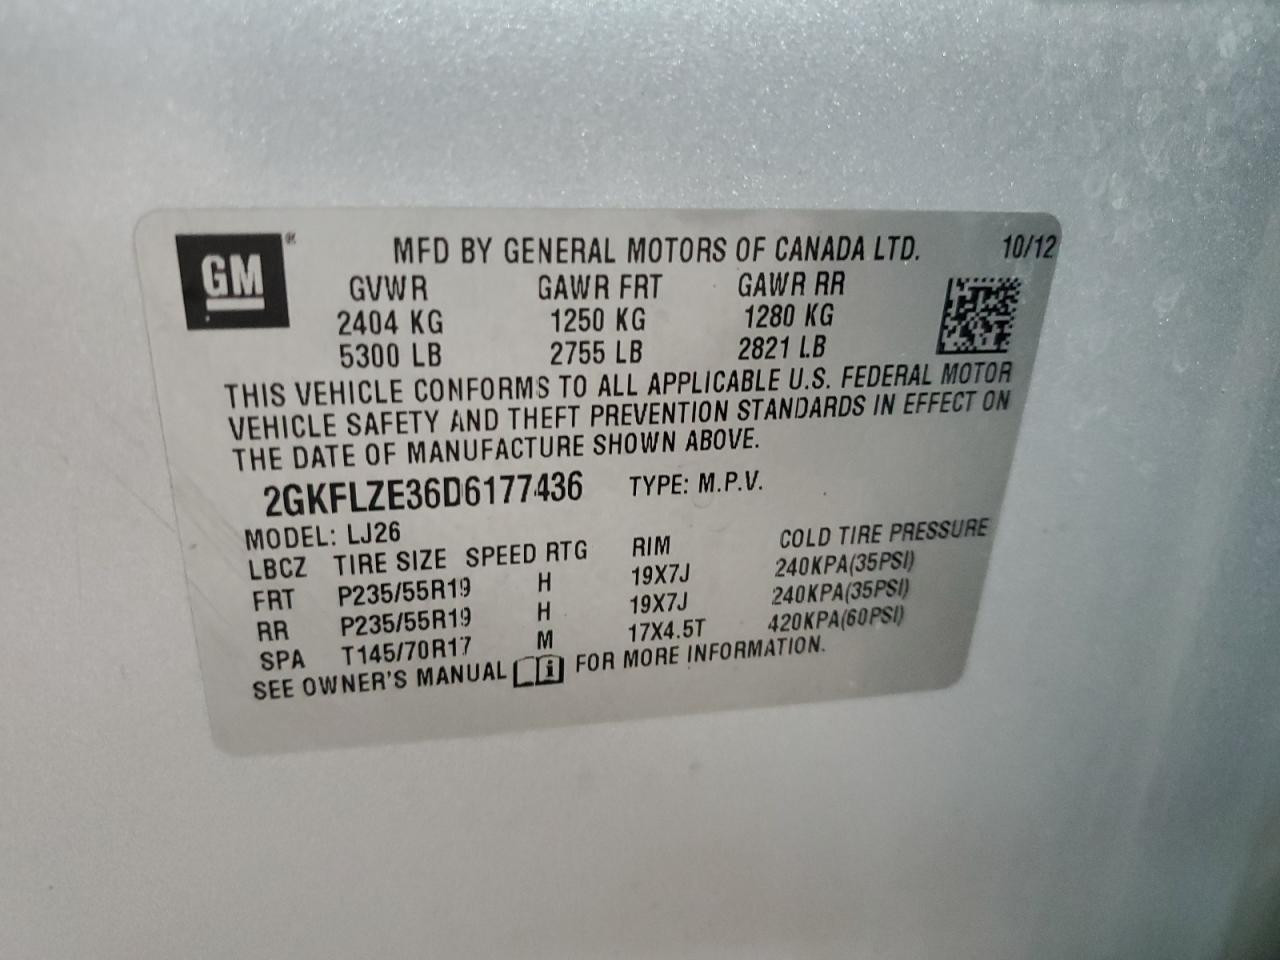 GM ® MFD BY GENERAL MOTORS OF CANADA LTD. 10/12
GVWR GAWR FRT GAWR RR
2404 KG 1250 KG 1280 KG
5300 LB 2755 LB 2821 LB
THIS VEHICLE CONFORMS TO ALL APPLICABLE U.S. FEDERAL MOTOR
VEHICLE SAFETY AND THEFT PREVENTION STANDARDS IN EFFECT ON
THE DATE OF MANUFACTURE SHOWN ABOVE.
2GKFLZE36D6177436 TYPE: M.P.V.
MODEL: LJ26
LBCZ TIRE SIZE SPEED RTG RIM COLD TIRE PRESSURE
FRT P235/55R19 H 19X7J 240KPA(35PSI)
RR P235/55R19 H 19X7J 240KPA(35PSI)
SPA T145/70R17 M 17X4.5T 420KPA(60PSI)
SEE OWNER'S MANUAL i FOR MORE INFORMATION.